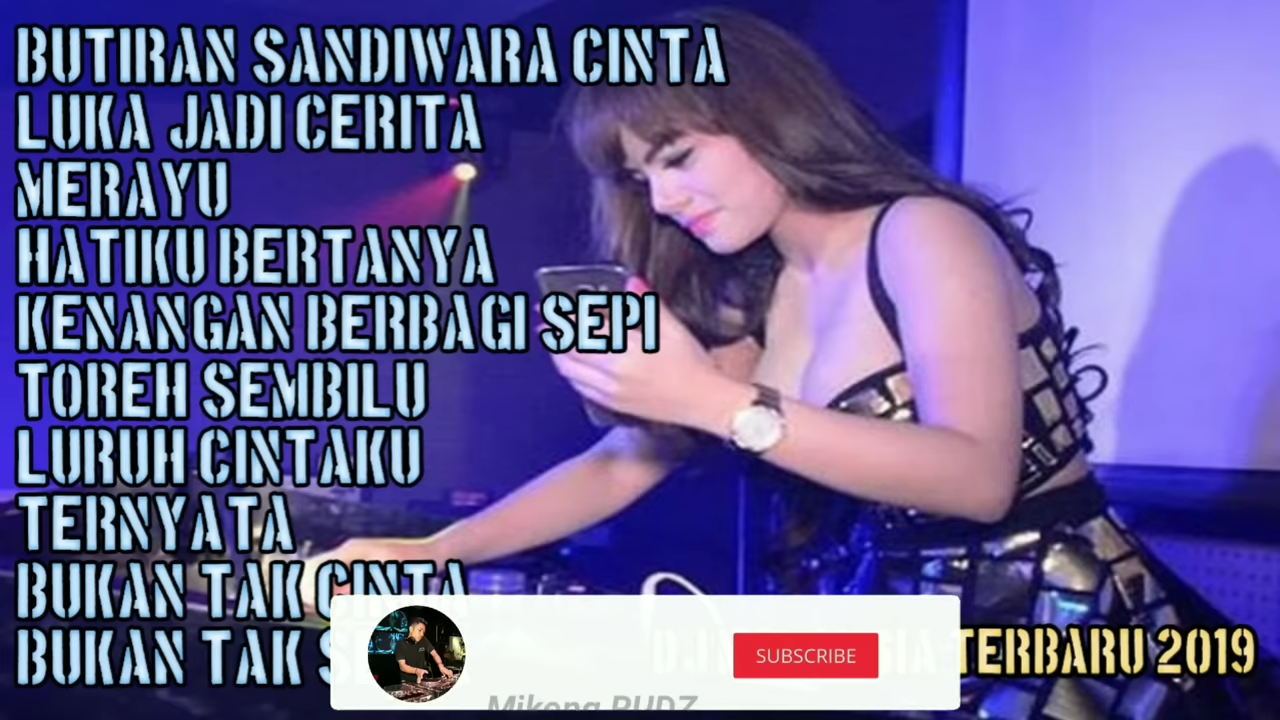 BUTIRAN SANDIWARA CINTA
LUKA JADI CERITA
MERAYU
HATIKU BERTANYA
KENANGAN BERBAGI SEPI
TOREH SEMBILU
LURUH CINTAKU
TERNYATA
BUKAN TAK CINTA
BUKAN TAK
TERBARU 2019
SUBSCRIBE